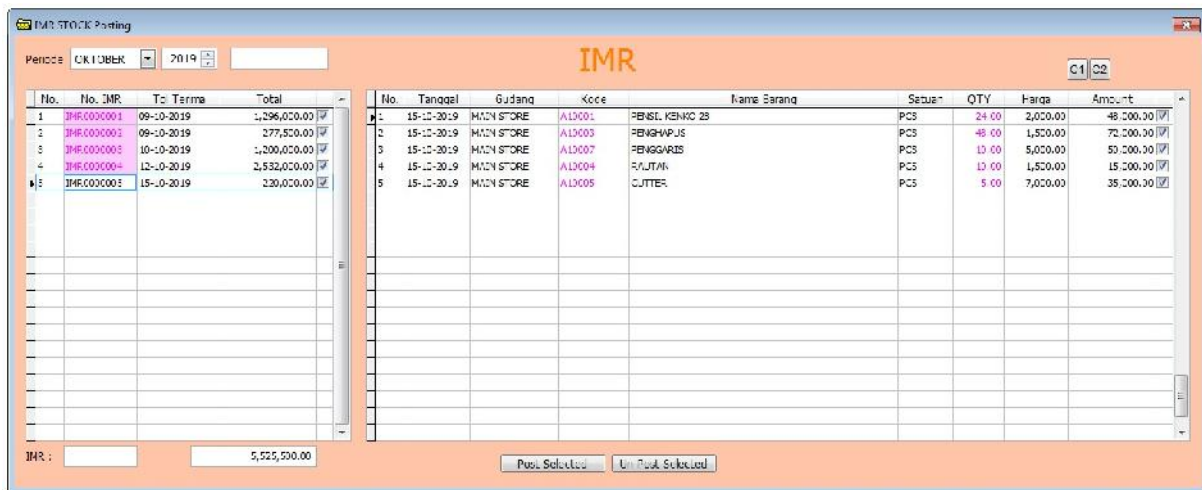 IMR STOCK Posting
Periode OKTOBER 2019
IMR
C1 C2
No. No. IMR Tgl Terima Total
1 IMR0000001 09-10-2019 1,296,000.00
2 IMR0000002 09-10-2019 277,500.00
3 IMR0000003 10-10-2019 1,200,000.00
4 IMR0000004 12-10-2019 2,532,000.00
5 IMR0000005 15-10-2019 220,000.00
No. Tanggal Gudang Kode Nama Barang Satuan QTY Harga Amount
1 15-10-2019 MAIN STORE A10001 PENSIL KENKO 2B PCS 24.00 2,000.00 48,000.00
2 15-10-2019 MAIN STORE A10003 PENGHAPUS PCS 48.00 1,500.00 72,000.00
3 15-10-2019 MAIN STORE A10007 PENGGARIS PCS 10.00 5,000.00 50,000.00
4 15-10-2019 MAIN STORE A10004 RAUTAN PCS 10.00 1,500.00 15,000.00
5 15-10-2019 MAIN STORE A10005 CUTTER PCS 5.00 7,000.00 35,000.00
IMR : 5,525,500.00
Post Selected Un Post Selected